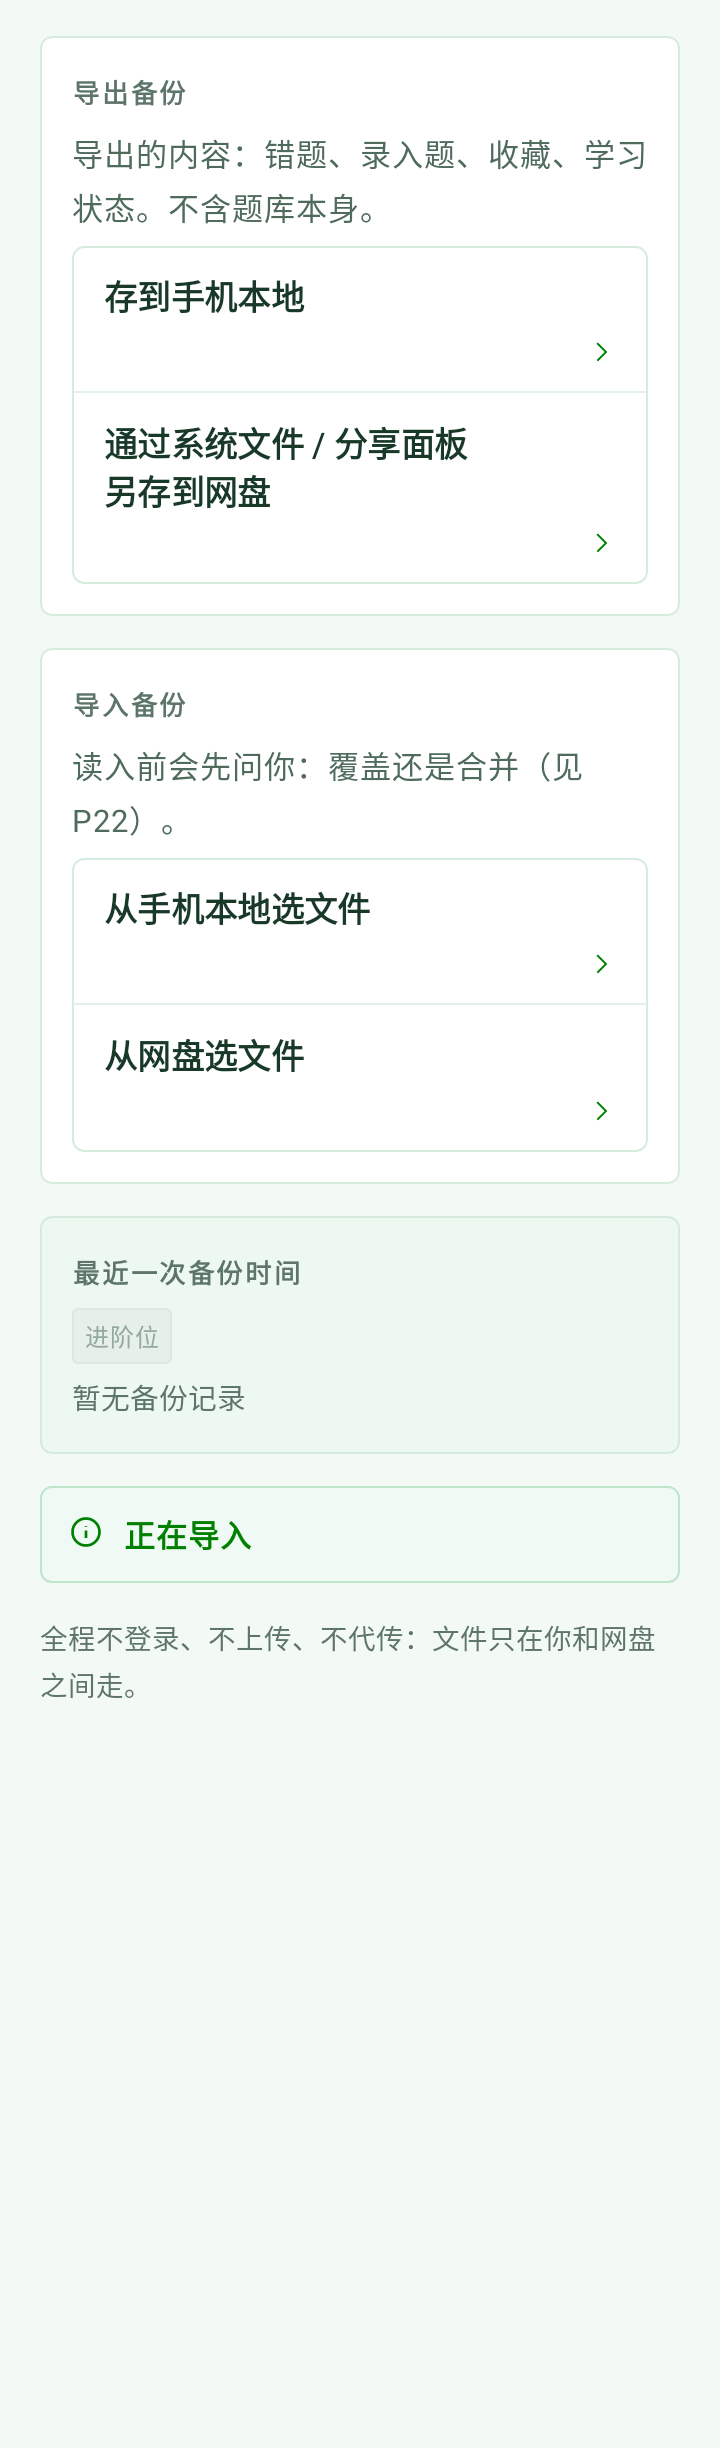 导出备份
导出的内容：错题、录入题、收藏、学习
状态。不含题库本身。
存到手机本地
通过系统文件 / 分享面板
另存到网盘
导入备份
读入前会先问你：覆盖还是合并（见
P22）。
从手机本地选文件
从网盘选文件
最近一次备份时间
进阶位
暂无备份记录
正在导入
全程不登录、不上传、不代传：文件只在你和网盘
之间走。